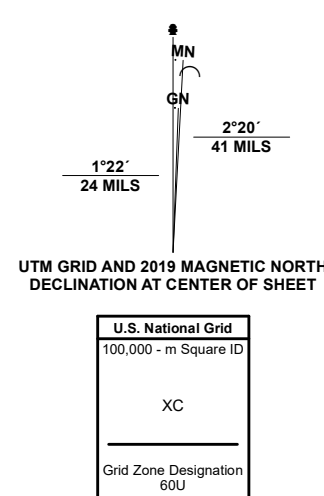 MN
GN
2°20´
41 MILS
1°22´
24 MILS
UTM GRID AND 2019 MAGNETIC NORTH
DECLINATION AT CENTER OF SHEET
U.S. National Grid
100,000 - m Square ID
XC
Grid Zone Designation
60U